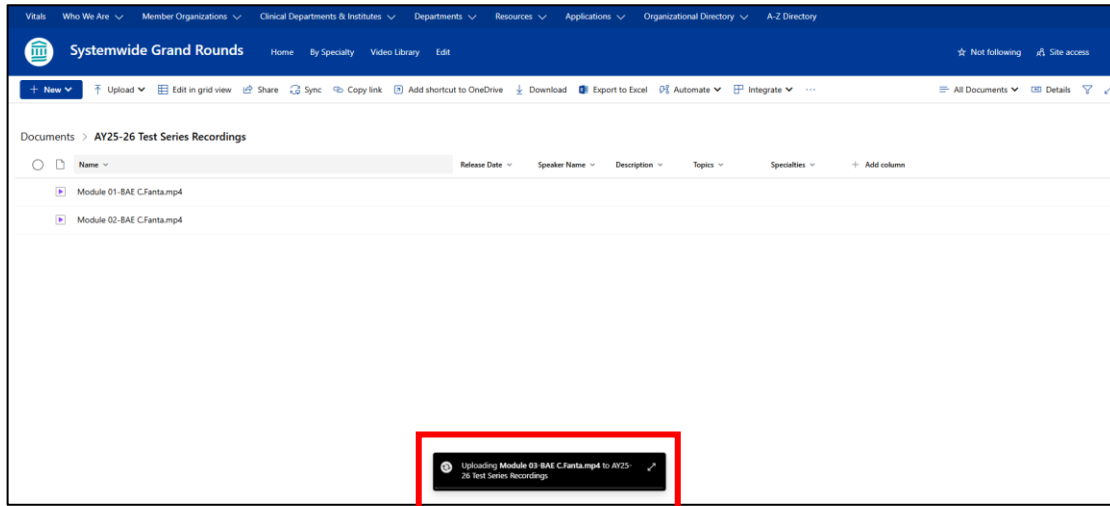 Vitals Who We Are Member Organizations Clinical Departments & Institutes Departments Resources Applications Organizational Directory A-Z Directory
Systemwide Grand Rounds Home By Specialty Video Library Edit Not following Site access
+ New Upload Edit in grid view Share Sync Copy link Add shortcut to OneDrive Download Export to Excel Automate Integrate ··· All Documents Details
Documents > AY25-26 Test Series Recordings
Name Release Date Speaker Name Description Topics Specialties + Add column
Module 01-BAE C.Fanta.mp4
Module 02-BAE C.Fanta.mp4
Uploading Module 03-BAE C.Fanta.mp4 to AY25-
26 Test Series Recordings